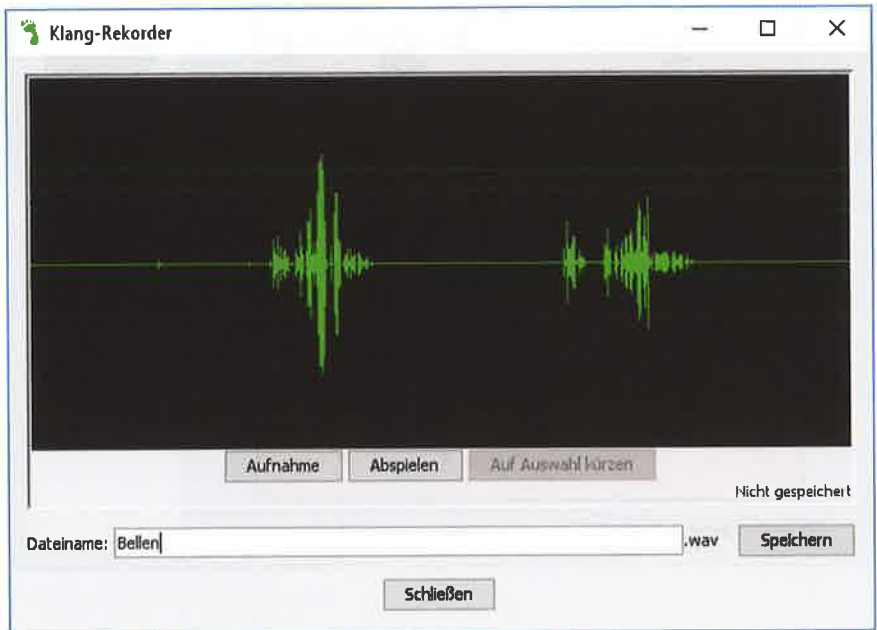 Klang-Rekorder
Aufnahme Abspielen Auf Auswahl kürzen
Nicht gespeichert
Dateiname: Bellen .wav Speichern
Schließen